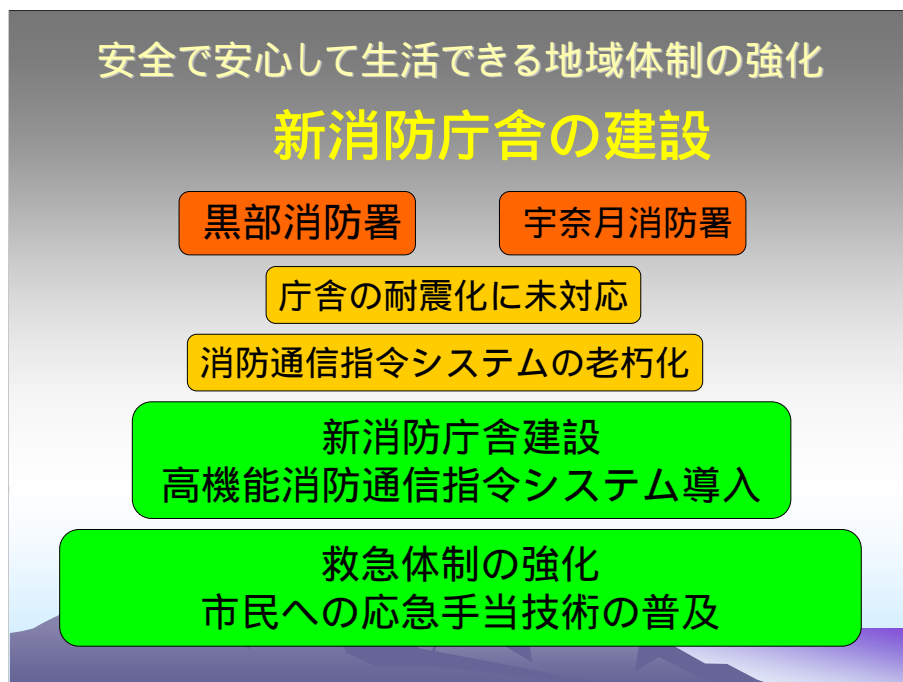 安全で安心して生活できる地域体制の強化
新消防庁舎の建設
黒部消防署
宇奈月消防署
庁舎の耐震化に未対応
消防通信指令システムの老朽化
新消防庁舎建設
高機能消防通信指令システム導入
救急体制の強化
市民への応急手当技術の普及